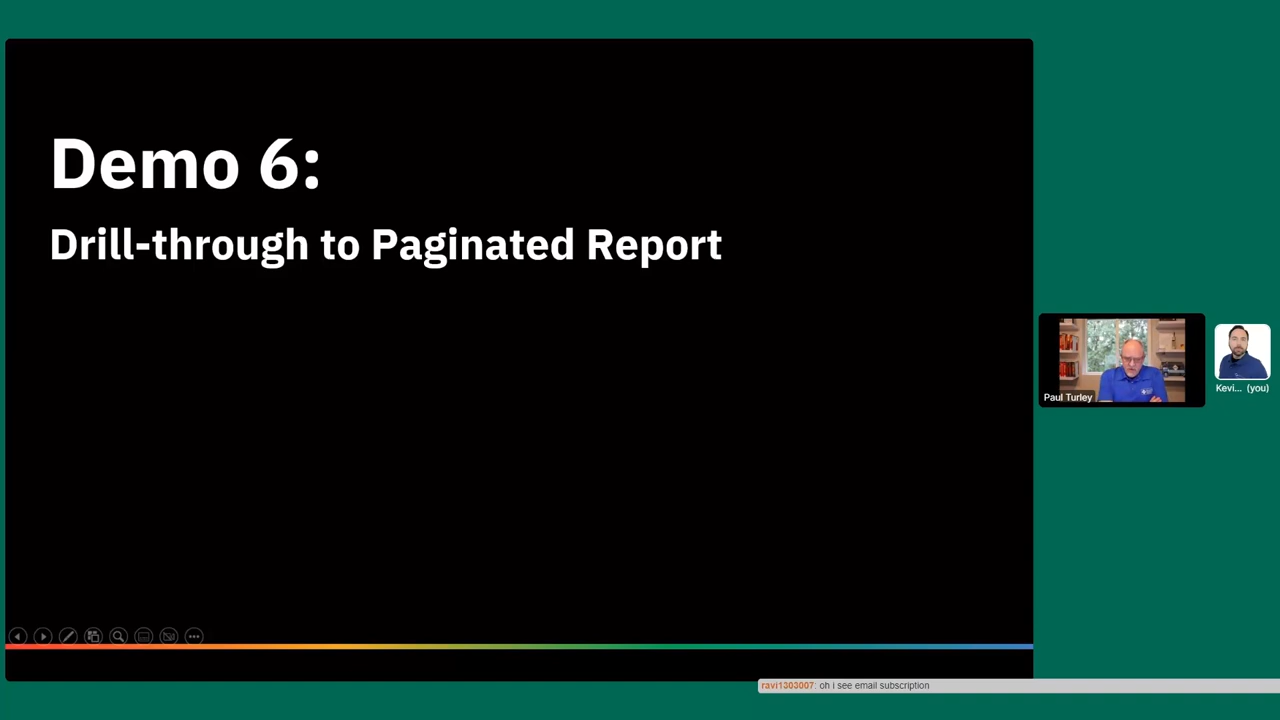 Demo 6:
Drill-through to Paginated Report
Paul Turley
Kevi... (you)
ravi1303007: oh i see email subscription